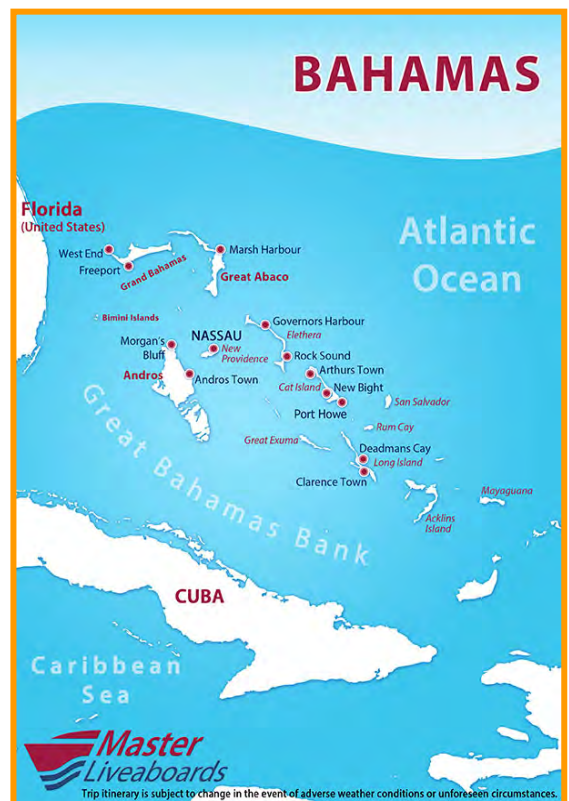 BAHAMAS
Florida
(United States)
Atlantic
Ocean
West End
Freeport
Grand Bahamas
Marsh Harbour
Great Abaco
Bimini Islands
Governors Harbour
Elethera
NASSAU
New
Providence
Morgan's
Bluff
Rock Sound
Arthurs Town
Andros
Andros Town
Cat Island
New Bight
Port Howe
San Salvador
Rum Cay
Great Exuma
Deadmans Cay
Long Island
Clarence Town
Mayaguana
Acklins
Island
Great Bahamas Bank
CUBA
Caribbean
Sea
Master
Liveaboards
Trip itinerary is subject to change in the event of adverse weather conditions or unforeseen circumstances.